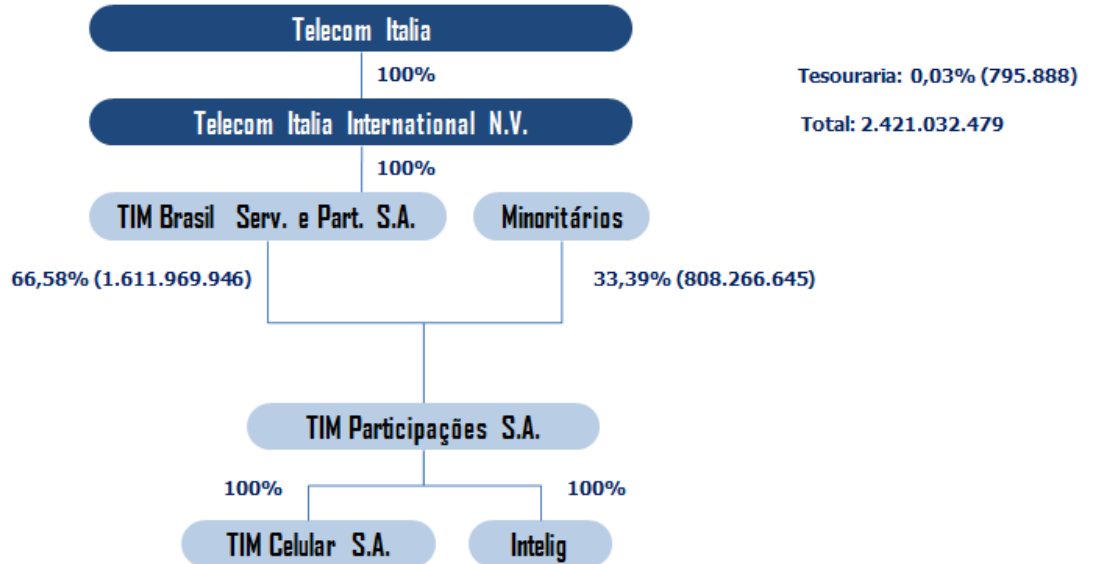 Telecom Italia
100%
Tesouraria: 0,03% (795.888)
Telecom Italia International N.V.
Total: 2.421.032.479
100%
TIM Brasil Serv. e Part. S.A.
Minoritários
66,58% (1.611.969.946)
33,39% (808.266.645)
TIM Participações S.A.
100%
100%
TIM Celular S.A.
Intelig